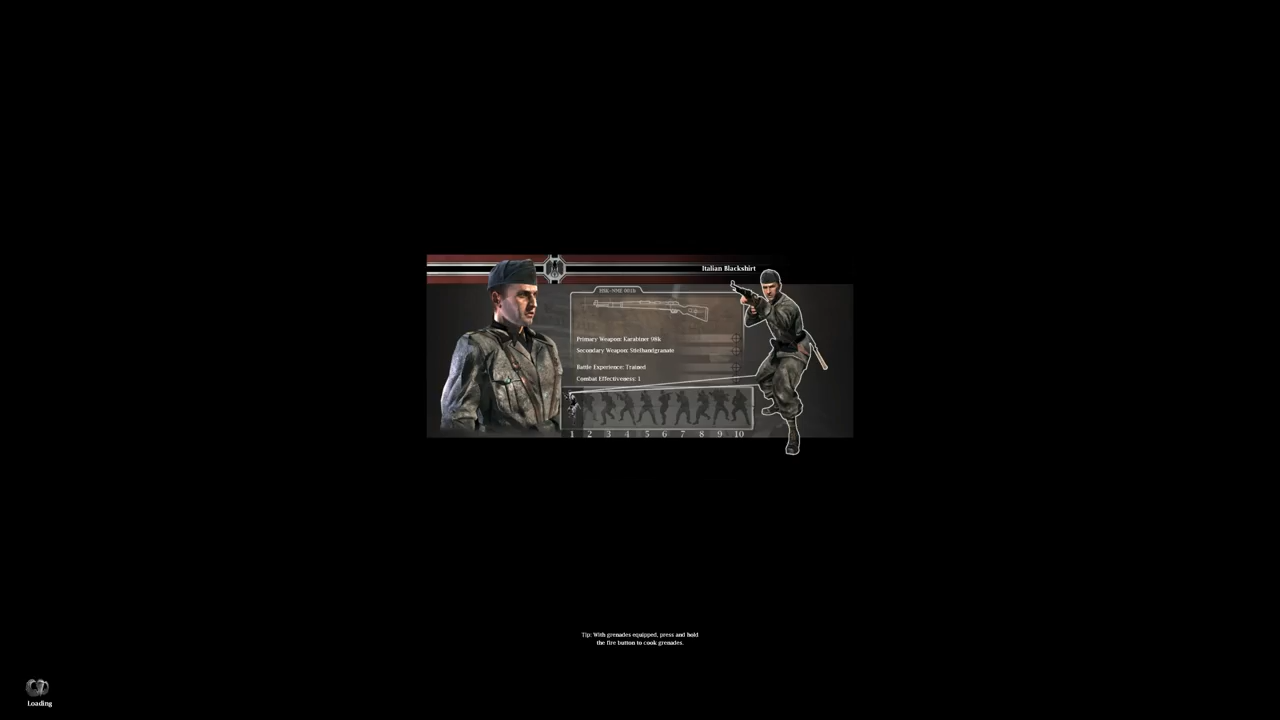 Italian Blackshirt
Primary Weapon: Karabiner 98k
Secondary Weapon: Stielhandgranate
Battle Experience: Trained
Combat Effectiveness: 1
1 2 3 4 5 6 7 8 9 10
Tip: With grenades equipped, press and hold
the fire button to cook grenades.
Loading